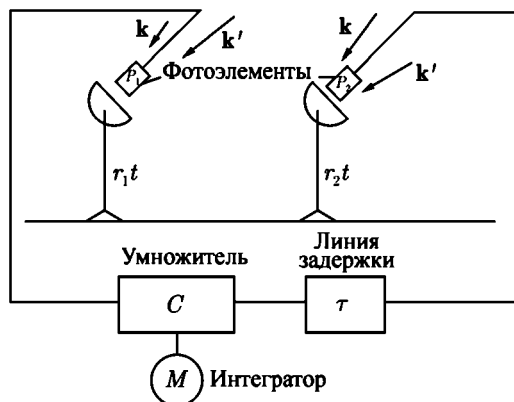 k k′ k k′
P₁ Фотоэлементы P₂
r₁t r₂t
Умножитель Линия
задержки
C τ
M Интегратор